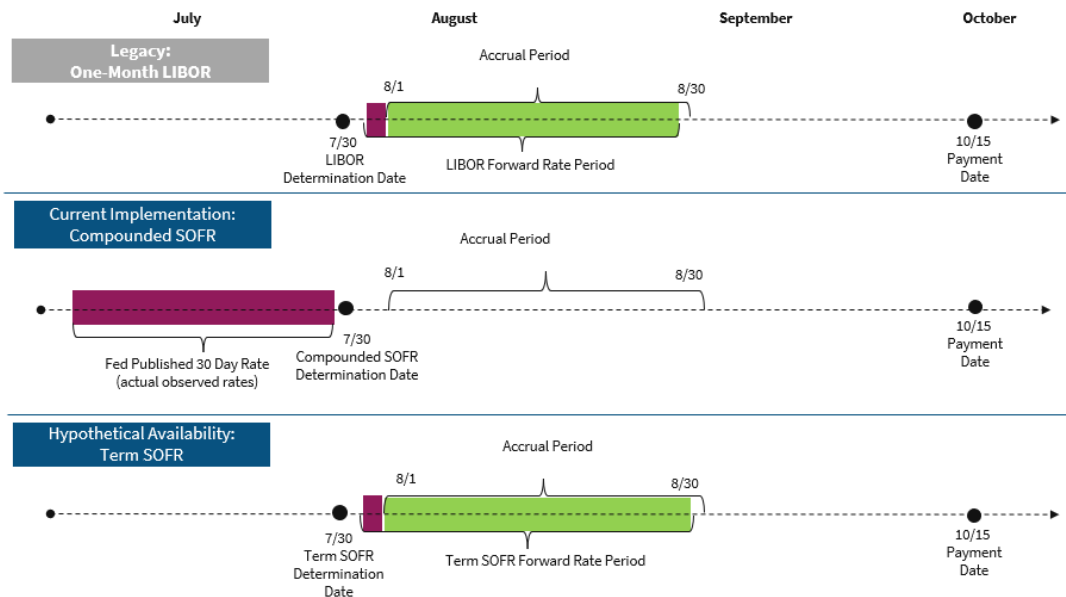 July
August
September
October
Legacy:
One-Month LIBOR
Accrual Period
8/1
8/30
7/30
LIBOR
Determination Date
LIBOR Forward Rate Period
10/15
Payment
Date
Current Implementation:
Compounded SOFR
Accrual Period
8/1
8/30
Fed Published 30 Day Rate
(actual observed rates)
7/30
Compounded SOFR
Determination Date
10/15
Payment
Date
Hypothetical Availability:
Term SOFR
Accrual Period
8/1
8/30
7/30
Term SOFR
Determination
Date
Term SOFR Forward Rate Period
10/15
Payment
Date